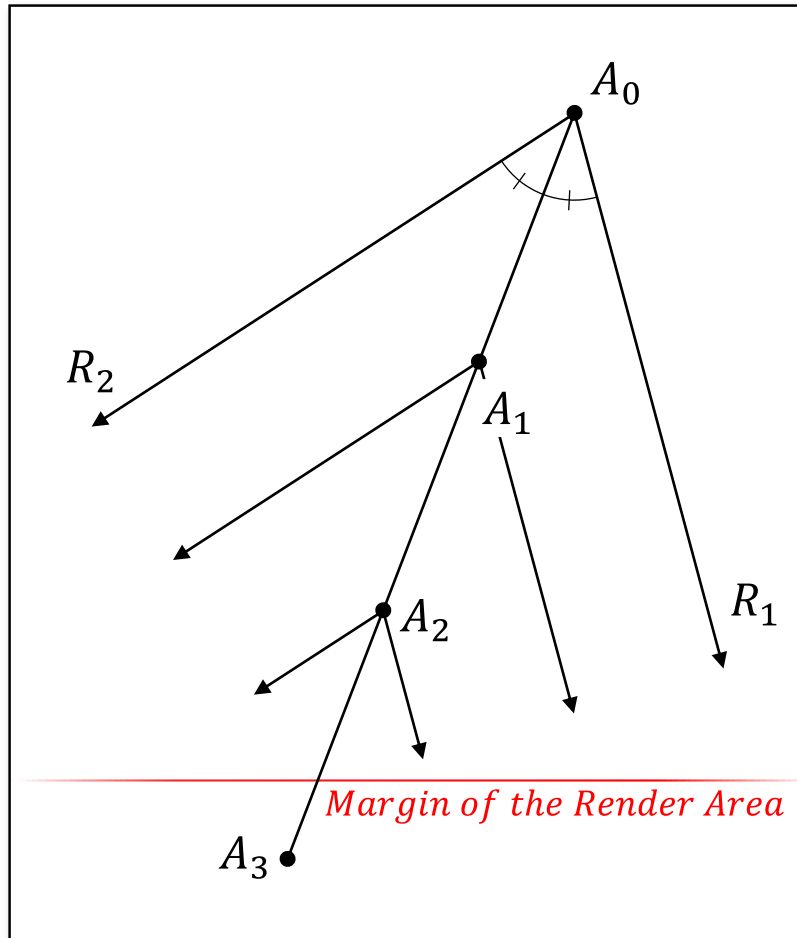 A₀
R₂
A₁
R₁
A₂
Margin of the Render Area
A₃